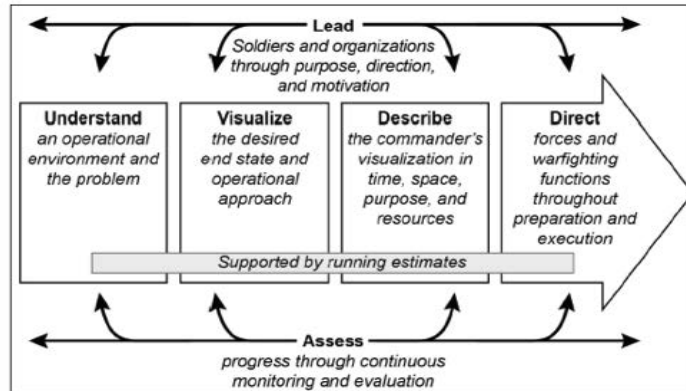 Lead
Soldiers and organizations
through purpose, direction,
and motivation
Understand
an operational
environment and
the problem
Visualize
the desired
end state and
operational
approach
Describe
the commander's
visualization in
time, space,
purpose, and
resources
Direct
forces and
warfighting
functions
throughout
preparation and
execution
Supported by running estimates
Assess
progress through continuous
monitoring and evaluation